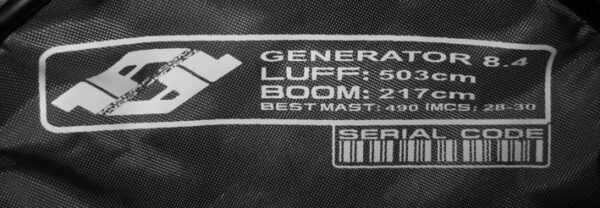 GENERATOR 8.4
LUFF: 503cm
BOOM: 217cm
BEST MAST: 490 IMCS: 28-30
SERIAL CODE